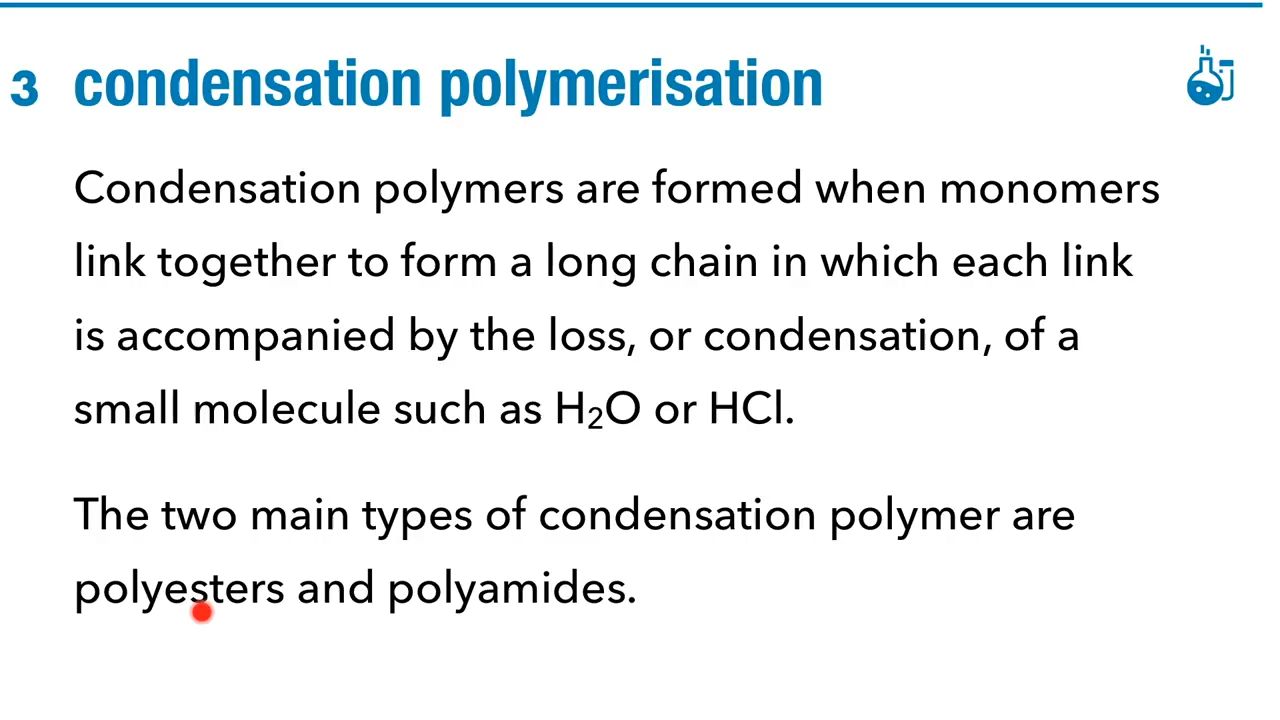 3 condensation polymerisation
Condensation polymers are formed when monomers
link together to form a long chain in which each link
is accompanied by the loss, or condensation, of a
small molecule such as H₂O or HCl.
The two main types of condensation polymer are
polyesters and polyamides.